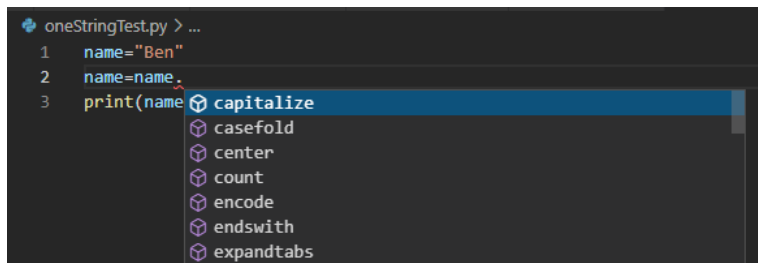 oneStringTest.py > ...
1 name="Ben"
2 name=name.
3 print(name
capitalize
casefold
center
count
encode
endswith
expandtabs